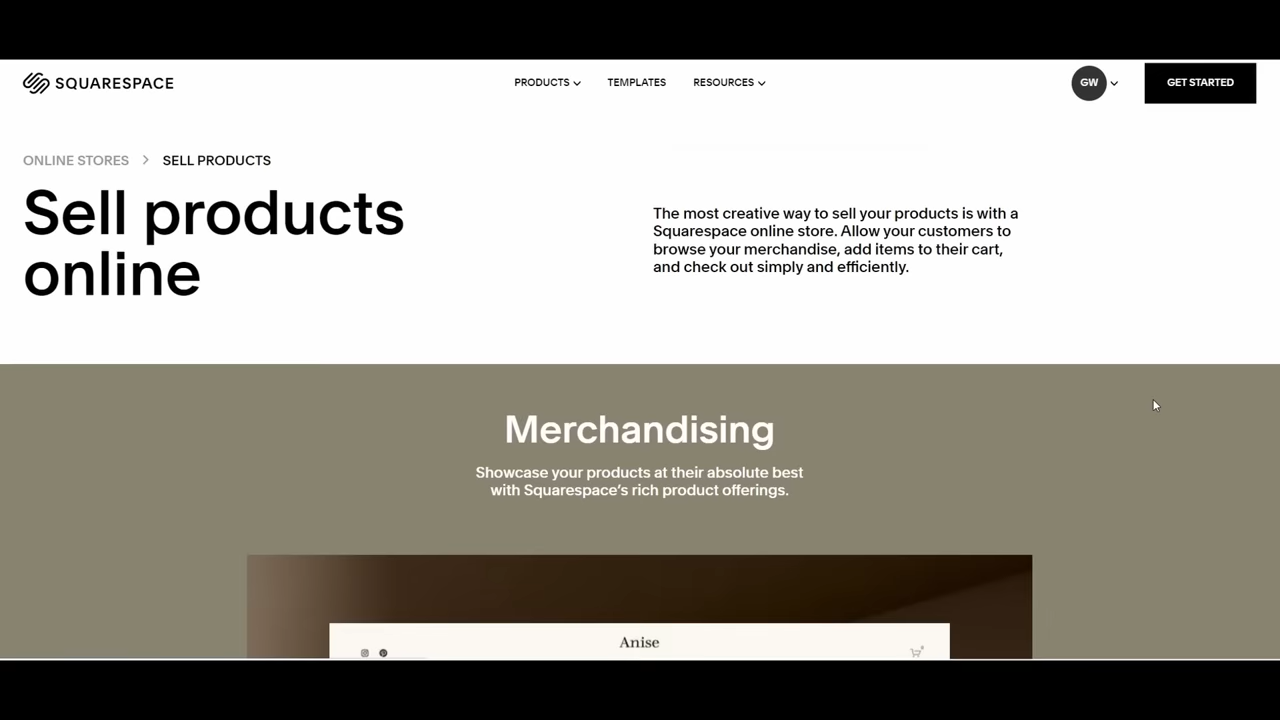 SQUARESPACE
PRODUCTS
TEMPLATES
RESOURCES
GW
GET STARTED
ONLINE STORES > SELL PRODUCTS
Sell products
online
The most creative way to sell your products is with a
Squarespace online store. Allow your customers to
browse your merchandise, add items to their cart,
and check out simply and efficiently.
Merchandising
Showcase your products at their absolute best
with Squarespace’s rich product offerings.
Anise